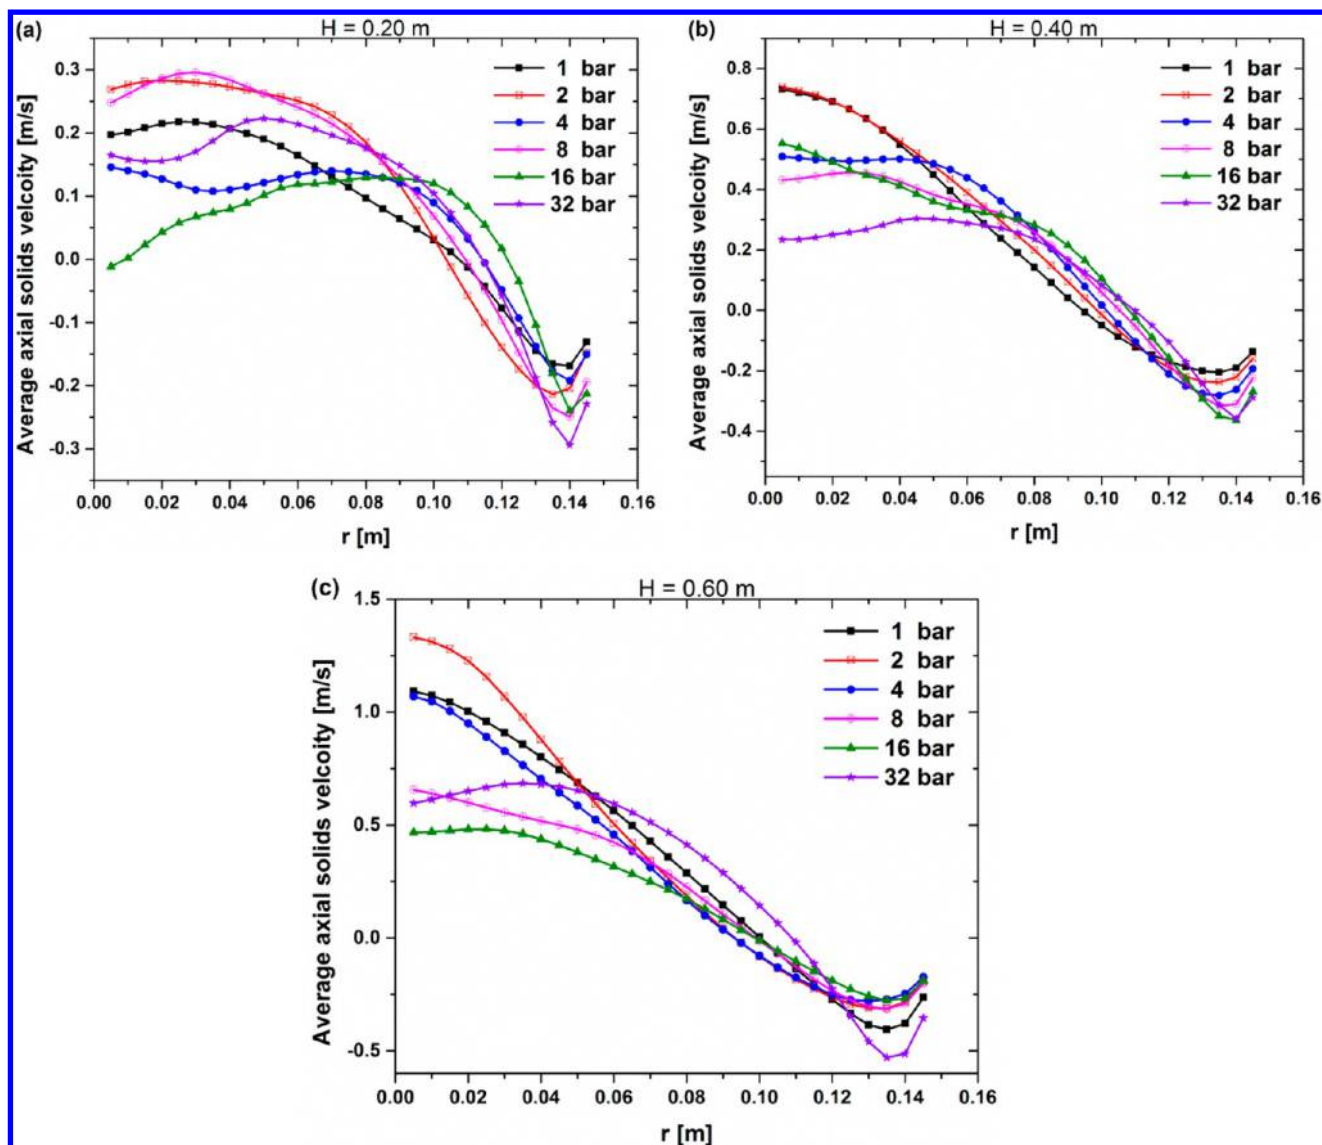 (a)
H = 0.20 m
Average axial solids velcoity [m/s]
0.3
0.2
0.1
0.0
-0.1
-0.2
-0.3
1 bar
2 bar
4 bar
8 bar
16 bar
32 bar
0.00 0.02 0.04 0.06 0.08 0.10 0.12 0.14 0.16
r [m]
(b)
H = 0.40 m
Average axial solids velcoity [m/s]
0.8
0.6
0.4
0.2
0.0
-0.2
-0.4
1 bar
2 bar
4 bar
8 bar
16 bar
32 bar
0.00 0.02 0.04 0.06 0.08 0.10 0.12 0.14 0.16
r [m]
(c)
H = 0.60 m
Average axial solids velcoity [m/s]
1.5
1.0
0.5
0.0
-0.5
1 bar
2 bar
4 bar
8 bar
16 bar
32 bar
0.00 0.02 0.04 0.06 0.08 0.10 0.12 0.14 0.16
r [m]